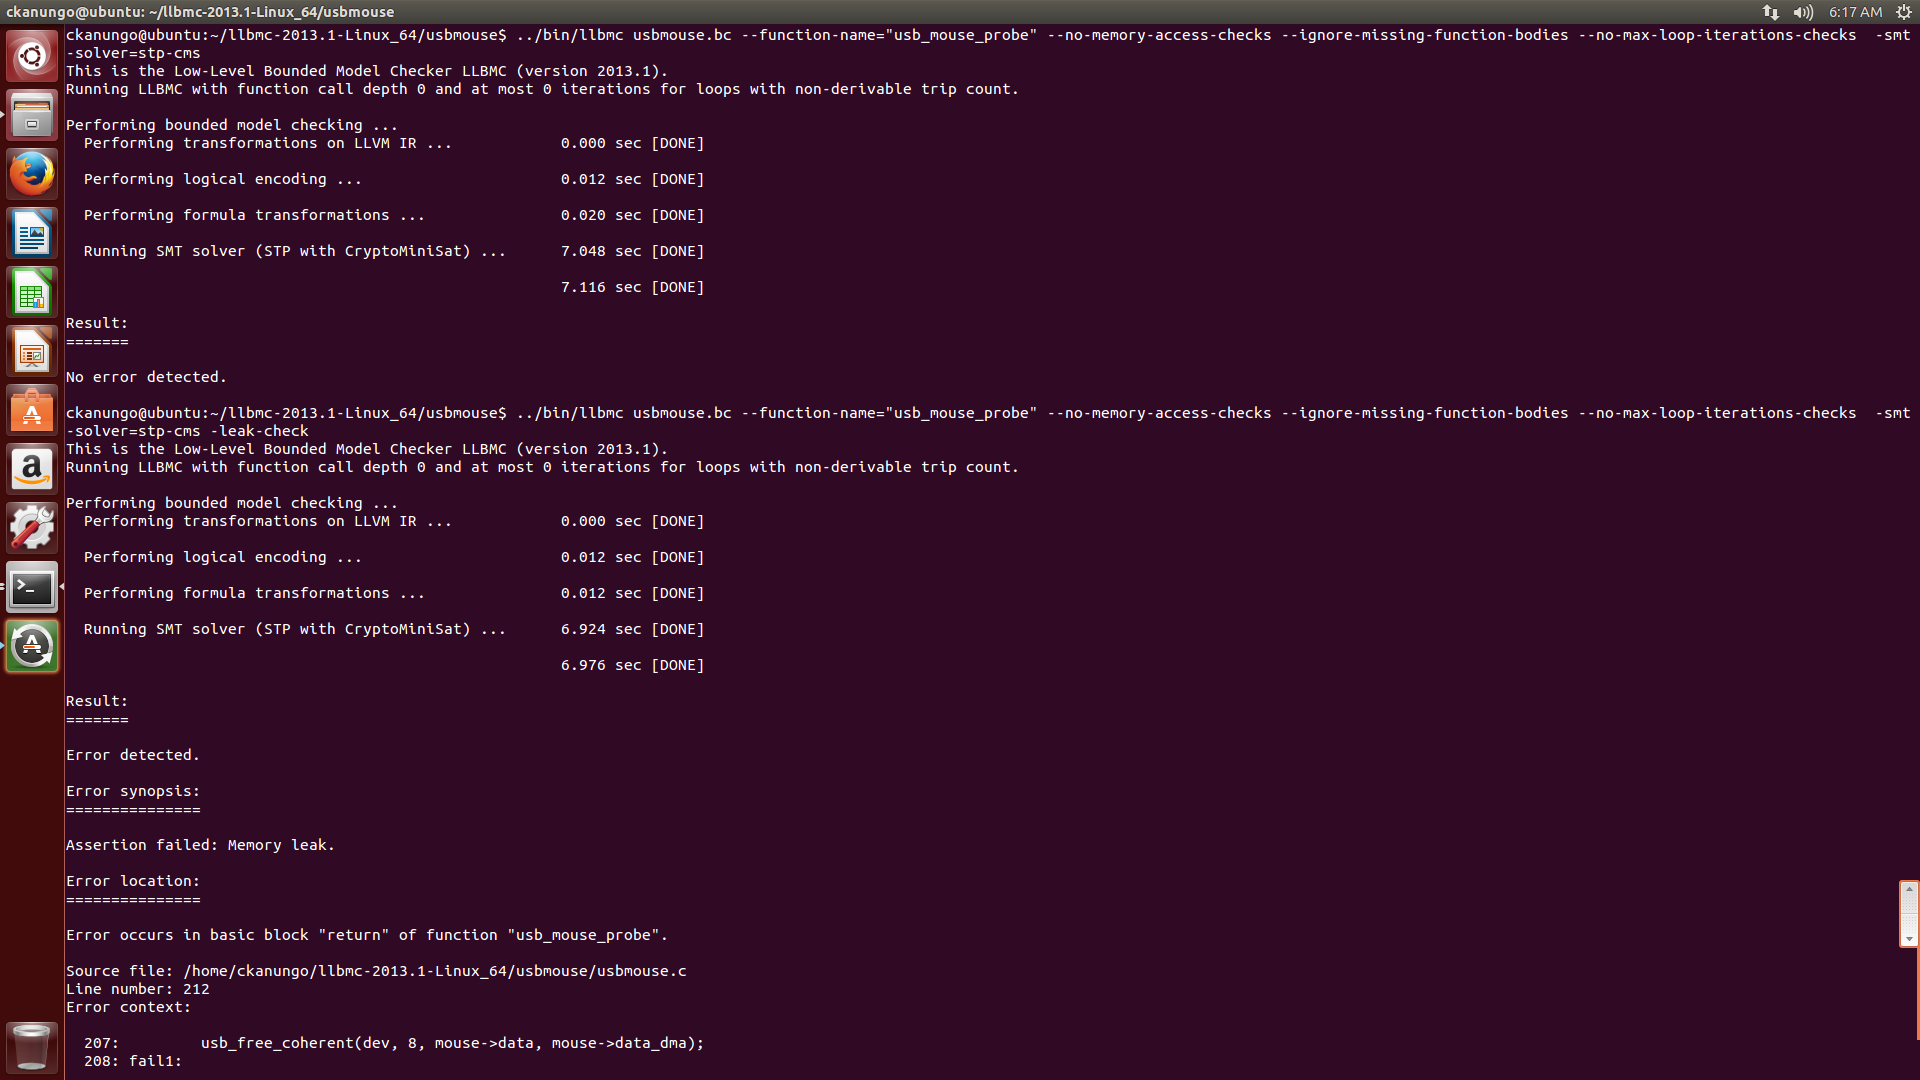 ckanungo@ubuntu: ~/llbmc-2013.1-Linux_64/usbmouse
6:17 AM
ckanungo@ubuntu:~/llbmc-2013.1-Linux_64/usbmouse$ ../bin/llbmc usbmouse.bc --function-name="usb_mouse_probe" --no-memory-access-checks --ignore-missing-function-bodies --no-max-loop-iterations-checks  -smt
-solver=stp-cms
This is the Low-Level Bounded Model Checker LLBMC (version 2013.1).
Running LLBMC with function call depth 0 and at most 0 iterations for loops with non-derivable trip count.
Performing bounded model checking ...
Performing transformations on LLVM IR ...            0.000 sec [DONE]
Performing logical encoding ...                      0.012 sec [DONE]
Performing formula transformations ...               0.020 sec [DONE]
Running SMT solver (STP with CryptoMiniSat) ...      7.048 sec [DONE]
7.116 sec [DONE]
Result:
=======
No error detected.
ckanungo@ubuntu:~/llbmc-2013.1-Linux_64/usbmouse$ ../bin/llbmc usbmouse.bc --function-name="usb_mouse_probe" --no-memory-access-checks --ignore-missing-function-bodies --no-max-loop-iterations-checks  -smt
-solver=stp-cms -leak-check
This is the Low-Level Bounded Model Checker LLBMC (version 2013.1).
Running LLBMC with function call depth 0 and at most 0 iterations for loops with non-derivable trip count.
Performing bounded model checking ...
Performing transformations on LLVM IR ...            0.000 sec [DONE]
Performing logical encoding ...                      0.012 sec [DONE]
Performing formula transformations ...               0.012 sec [DONE]
Running SMT solver (STP with CryptoMiniSat) ...      6.924 sec [DONE]
6.976 sec [DONE]
Result:
=======
Error detected.
Error synopsis:
===============
Assertion failed: Memory leak.
Error location:
===============
Error occurs in basic block "return" of function "usb_mouse_probe".
Source file: /home/ckanungo/llbmc-2013.1-Linux_64/usbmouse/usbmouse.c
Line number: 212
Error context:
207:         usb_free_coherent(dev, 8, mouse->data, mouse->data_dma);
208: fail1: